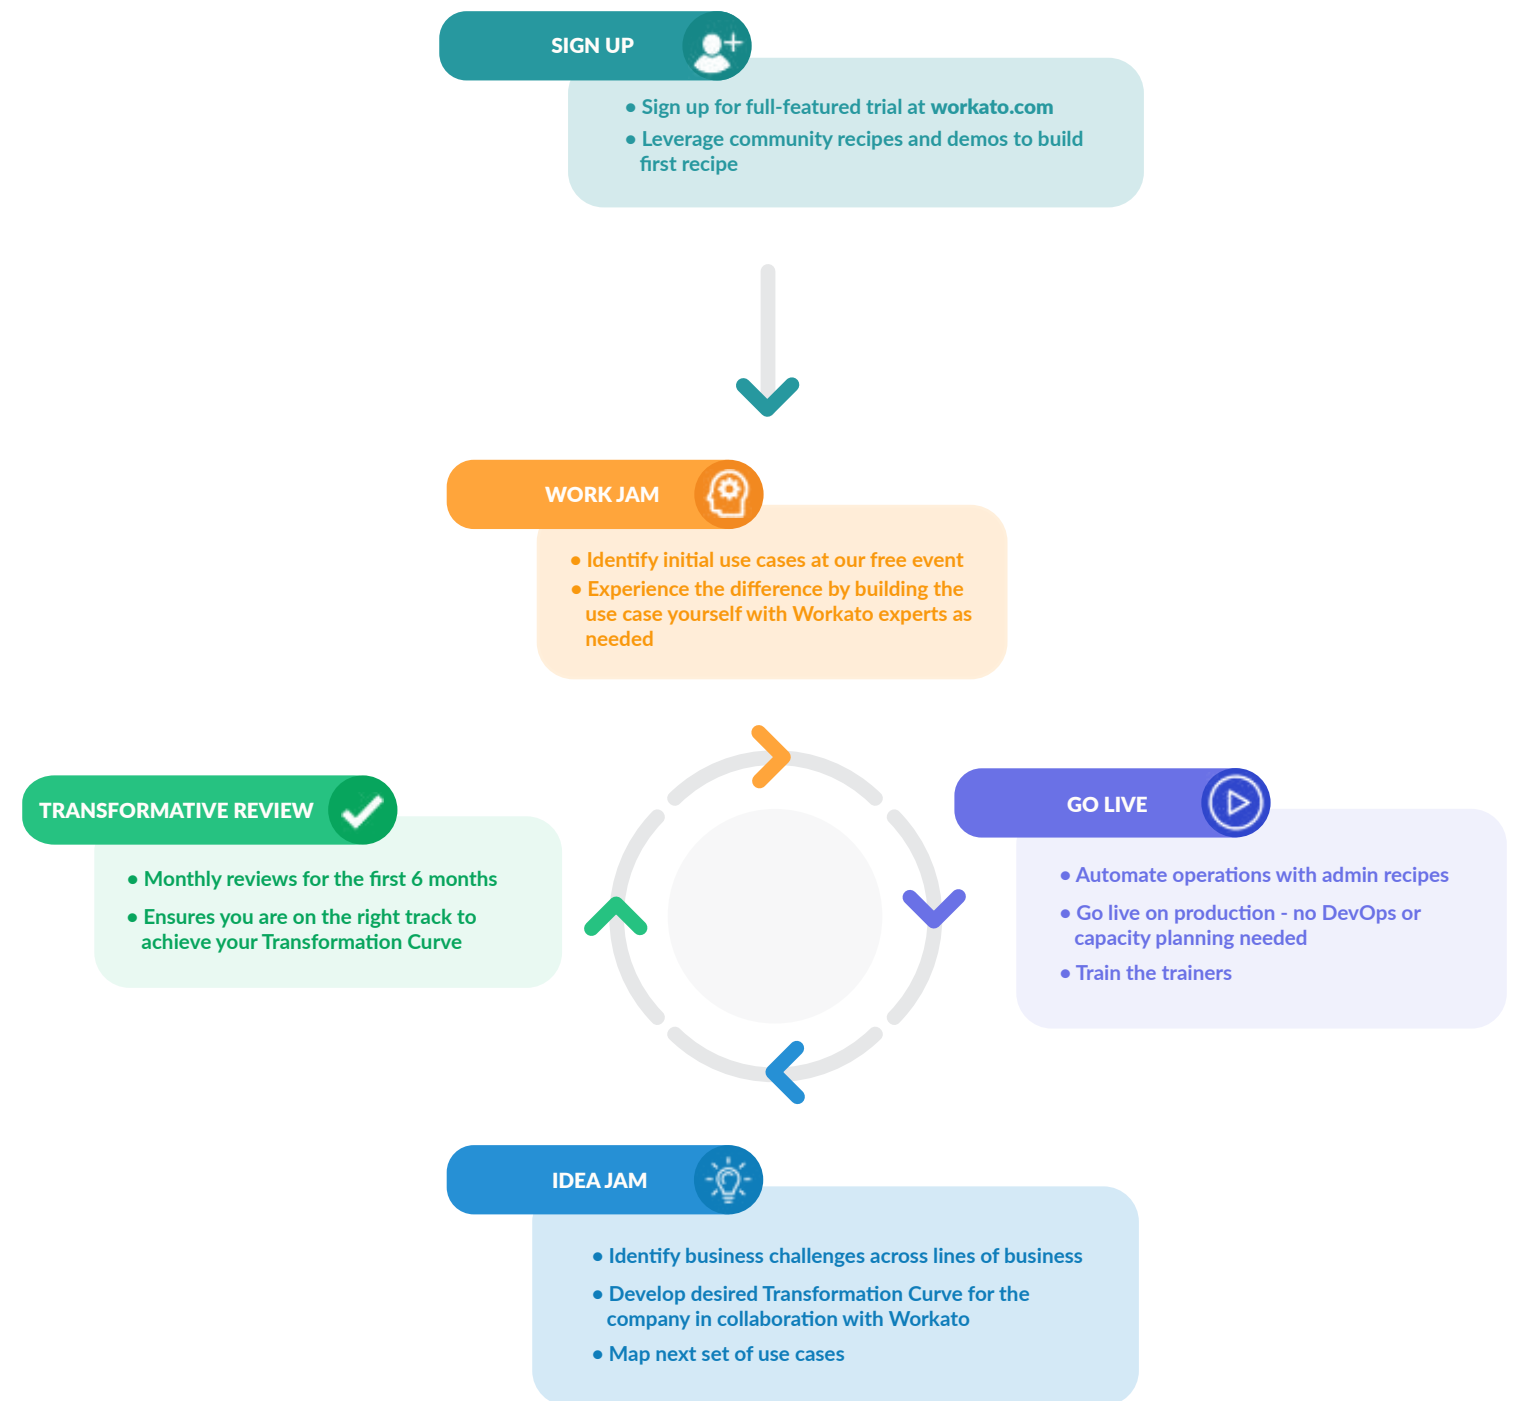 SIGN UP
• Sign up for full-featured trial at workato.com
• Leverage community recipes and demos to build
first recipe
WORK JAM
• Identify initial use cases at our free event
• Experience the difference by building the
use case yourself with Workato experts as
needed
TRANSFORMATIVE REVIEW
• Monthly reviews for the first 6 months
• Ensures you are on the right track to
achieve your Transformation Curve
GO LIVE
• Automate operations with admin recipes
• Go live on production - no DevOps or
capacity planning needed
• Train the trainers
IDEA JAM
• Identify business challenges across lines of business
• Develop desired Transformation Curve for the
company in collaboration with Workato
• Map next set of use cases